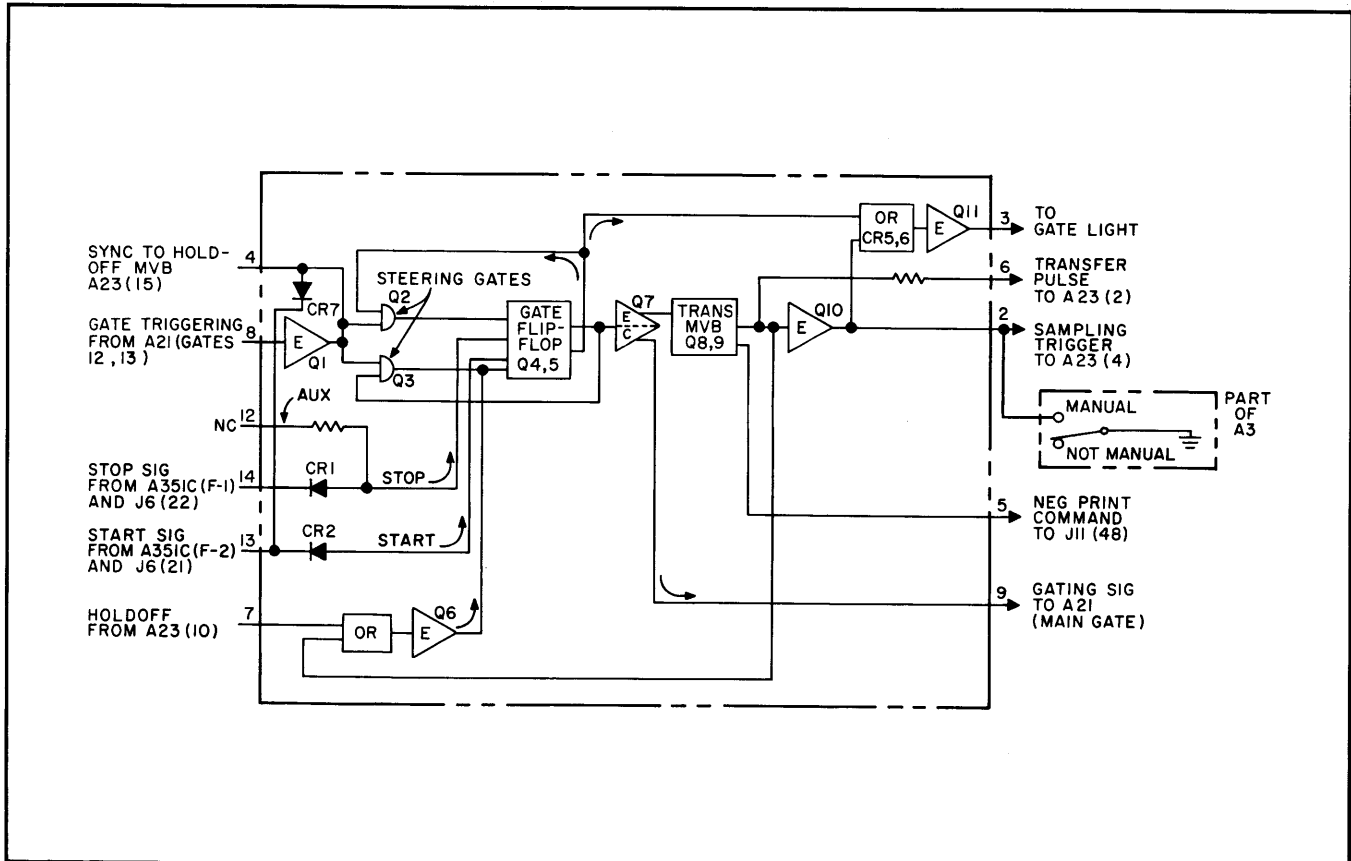 SYNC TO HOLD-
OFF MVB
A23(15)
4
GATE TRIGGERING
FROM A21(GATES
12,13)
8
NC
12
AUX
STOP SIG
FROM A35IC(F-1)
AND J6(22)
14
START SIG
FROM A35IC(F-2)
AND J6(21)
13
HOLDOFF
FROM A23(10)
7
CR7
E
Q1
STEERING GATES
Q2
Q3
CR1
STOP
CR2
START
OR
E
Q6
GATE
FLIP-
FLOP
Q4,5
Q7
E
C
TRANS
MVB
Q8,9
E
Q10
OR
CR5,6
E
Q11
3
TO
GATE LIGHT
6
TRANSFER
PULSE
TO A23(2)
2
SAMPLING
TRIGGER
TO A23(4)
MANUAL
NOT MANUAL
PART
OF
A3
5
NEG PRINT
COMMAND
TO J11(48)
9
GATING SIG
TO A21
(MAIN GATE)